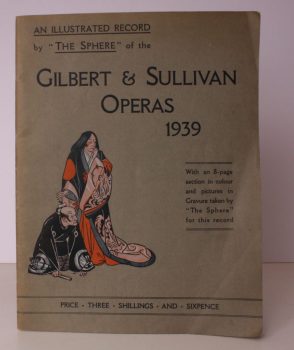 AN ILLUSTRATED RECORD
by "THE SPHERE" of the
GILBERT & SULLIVAN
OPERAS
1939
With an 8-page
section in colour
and pictures in
Gravure taken by
"The Sphere"
for this record
PRICE - THREE - SHILLINGS - AND - SIXPENCE